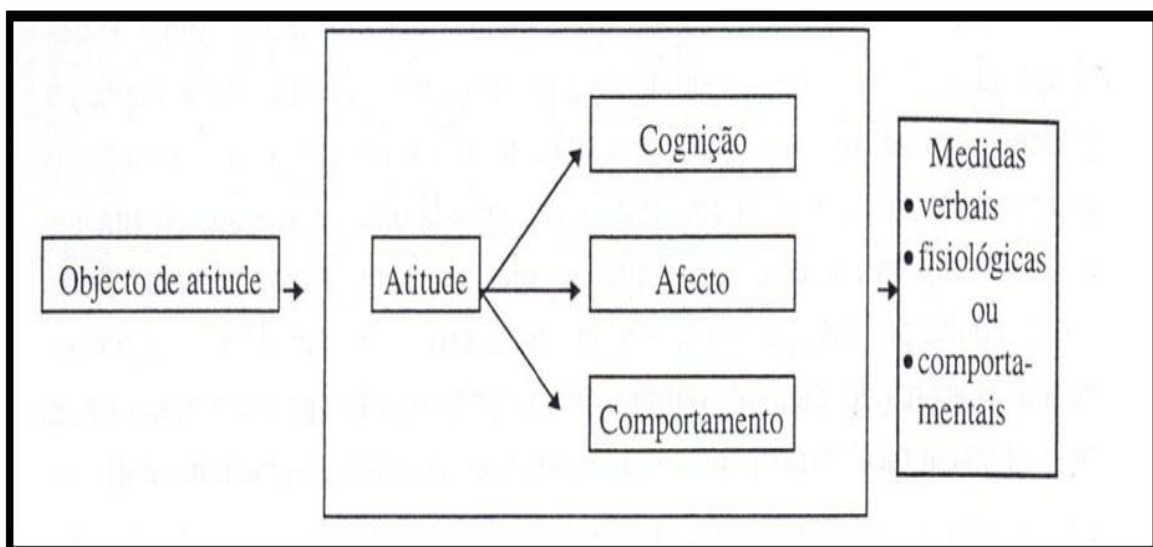 Objecto de atitude
Atitude
Cognição
Afecto
Comportamento
Medidas
• verbais
• fisiológicas
ou
• comporta-
mentais